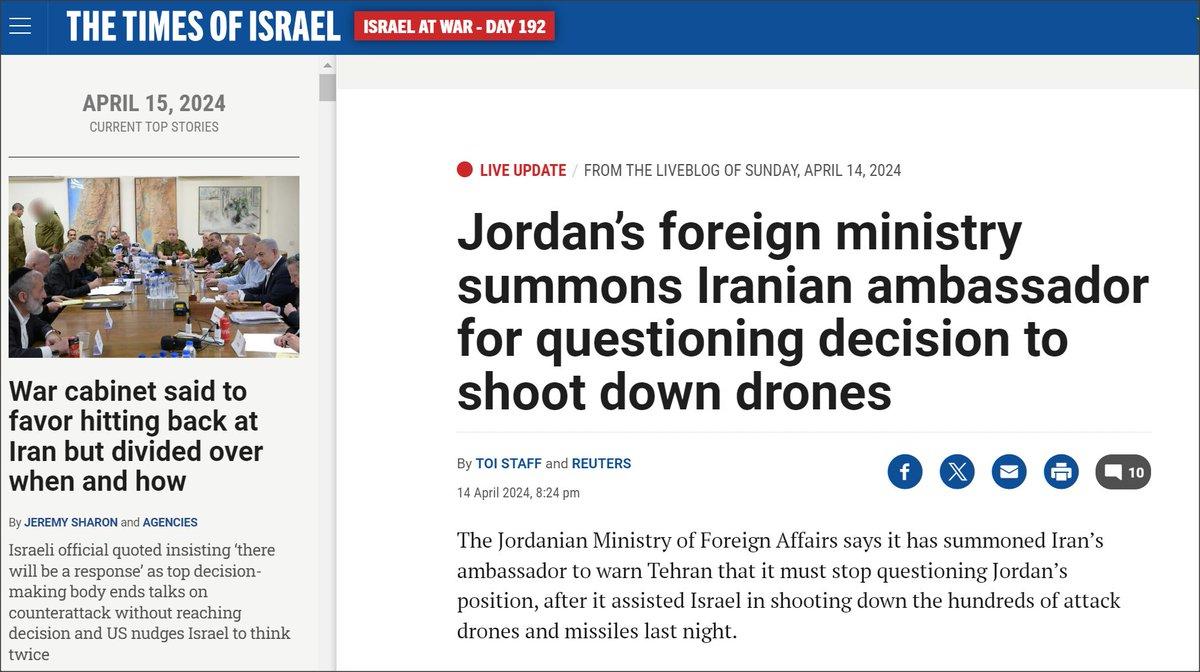 THE TIMES OF ISRAEL
ISRAEL AT WAR - DAY 192
APRIL 15, 2024
CURRENT TOP STORIES
War cabinet said to
favor hitting back at
Iran but divided over
when and how
By JEREMY SHARON and AGENCIES
Israeli official quoted insisting ‘there
will be a response’ as top decision-
making body ends talks on
counterattack without reaching
decision and US nudges Israel to think
twice
LIVE UPDATE / FROM THE LIVEBLOG OF SUNDAY, APRIL 14, 2024
Jordan’s foreign ministry
summons Iranian ambassador
for questioning decision to
shoot down drones
By TOI STAFF and REUTERS
14 April 2024, 8:24 pm
10
The Jordanian Ministry of Foreign Affairs says it has summoned Iran’s
ambassador to warn Tehran that it must stop questioning Jordan’s
position, after it assisted Israel in shooting down the hundreds of attack
drones and missiles last night.